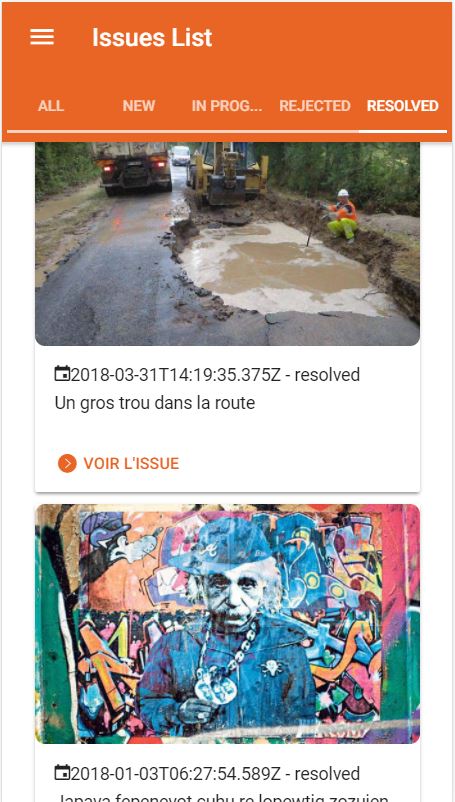 Issues List
ALL NEW IN PROG... REJECTED RESOLVED
2018-03-31T14:19:35.375Z - resolved
Un gros trou dans la route
VOIR L'ISSUE
2018-01-03T06:27:54.589Z - resolved